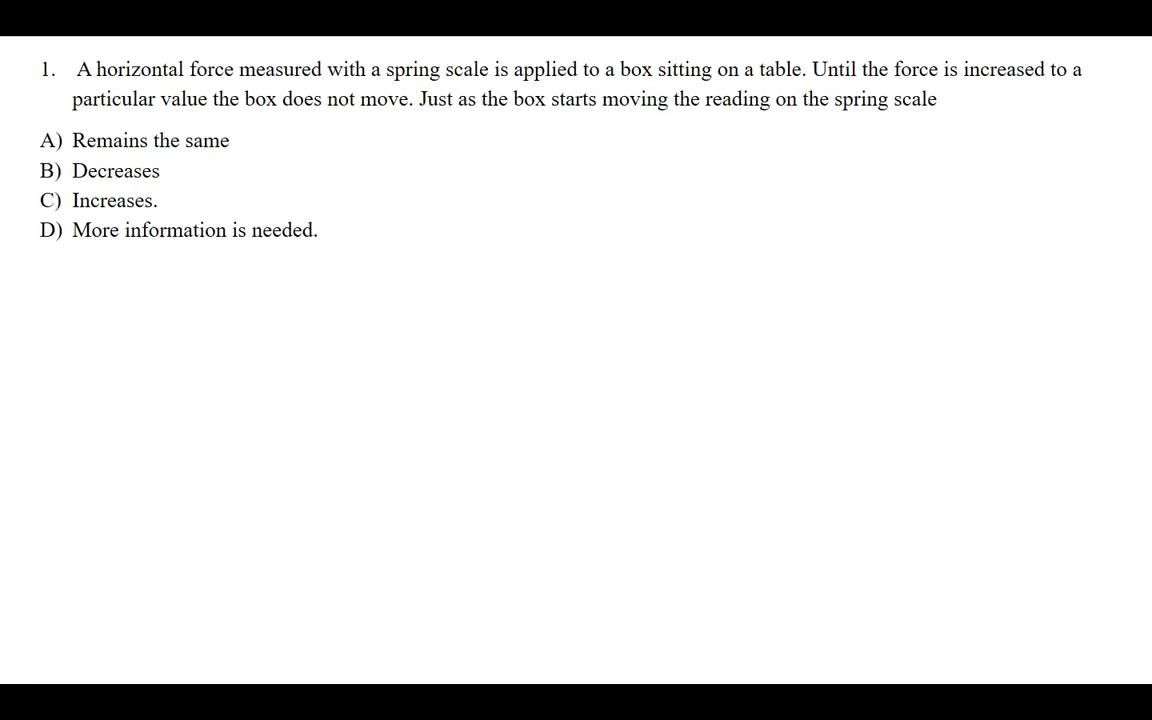 1. A horizontal force measured with a spring scale is applied to a box sitting on a table. Until the force is increased to a
particular value the box does not move. Just as the box starts moving the reading on the spring scale
A) Remains the same
B) Decreases
C) Increases.
D) More information is needed.